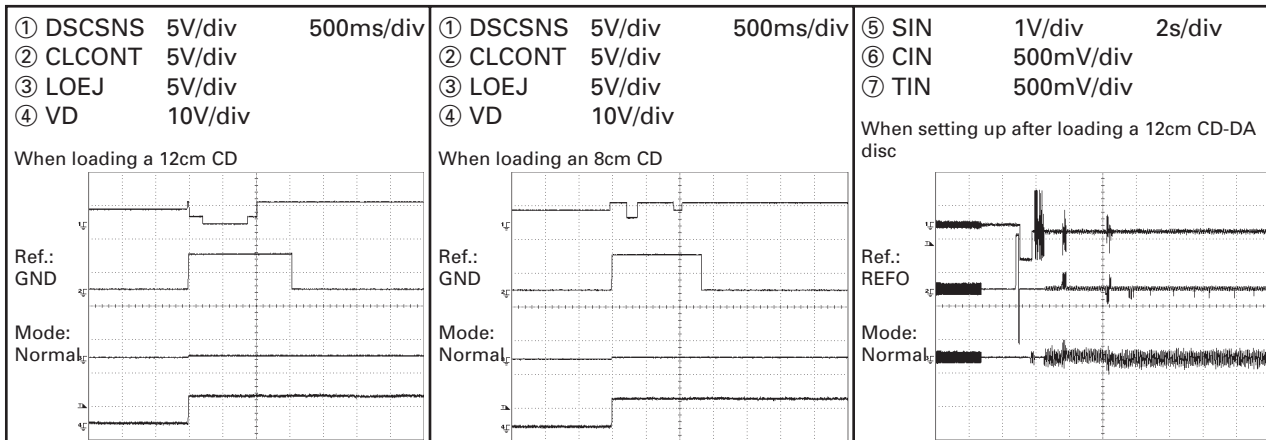 ① DSCSNS 5V/div 500ms/div
② CLCONT 5V/div
③ LOEJ 5V/div
④ VD 10V/div
When loading a 12cm CD
Ref.:
GND
Mode:
Normal
① DSCSNS 5V/div 500ms/div
② CLCONT 5V/div
③ LOEJ 5V/div
④ VD 10V/div
When loading an 8cm CD
Ref.:
GND
Mode:
Normal
⑤ SIN 1V/div 2s/div
⑥ CIN 500mV/div
⑦ TIN 500mV/div
When setting up after loading a 12cm CD-DA
disc
Ref.:
REFO
Mode:
Normal